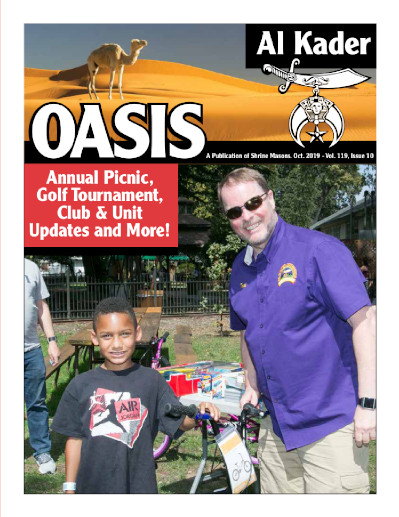 Al Kader
OASIS
A Publication of Shrine Masons. Oct. 2019 - Vol. 119, Issue 10
Annual Picnic,
Golf Tournament,
Club & Unit
Updates and More!
AIR
JORDAN